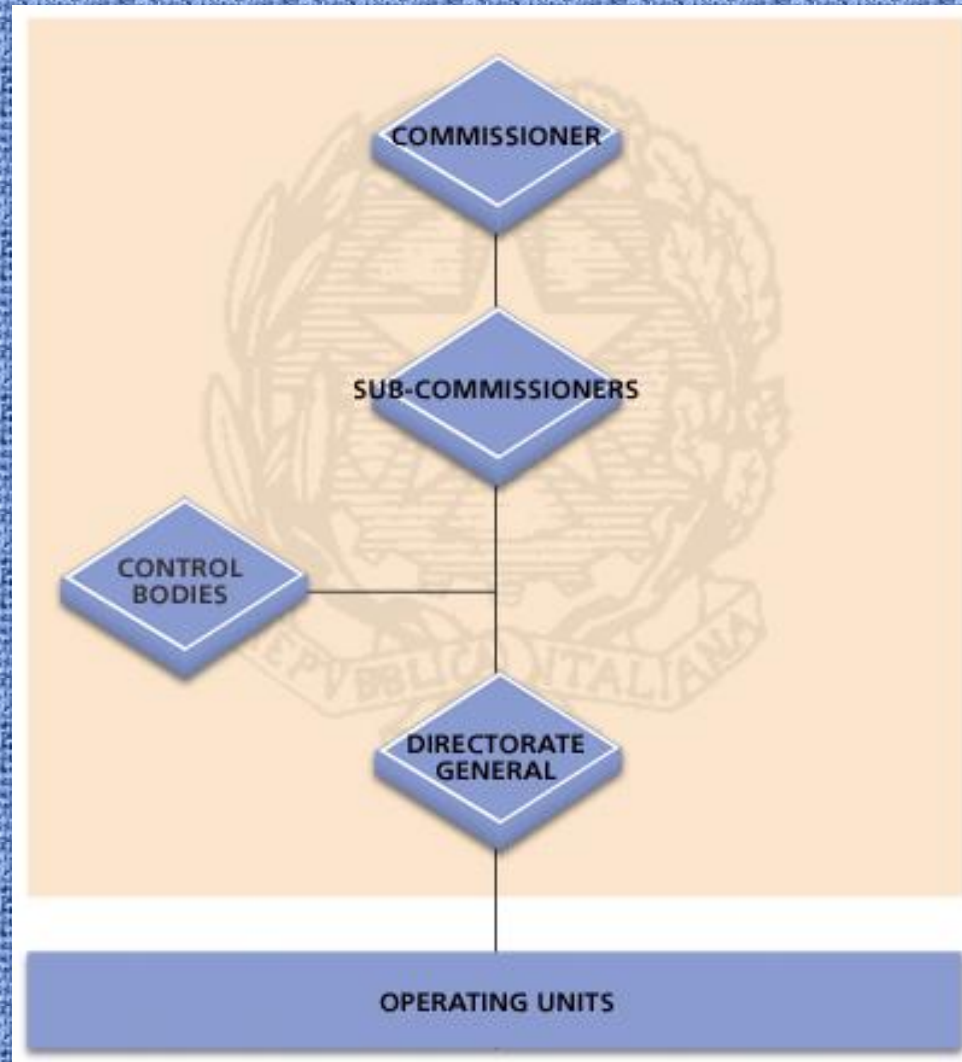 COMMISSIONER
SUB-COMMISSIONERS
CONTROL
BODIES
REPVBBLICA ITALIANA
DIRECTORATE
GENERAL
OPERATING UNITS